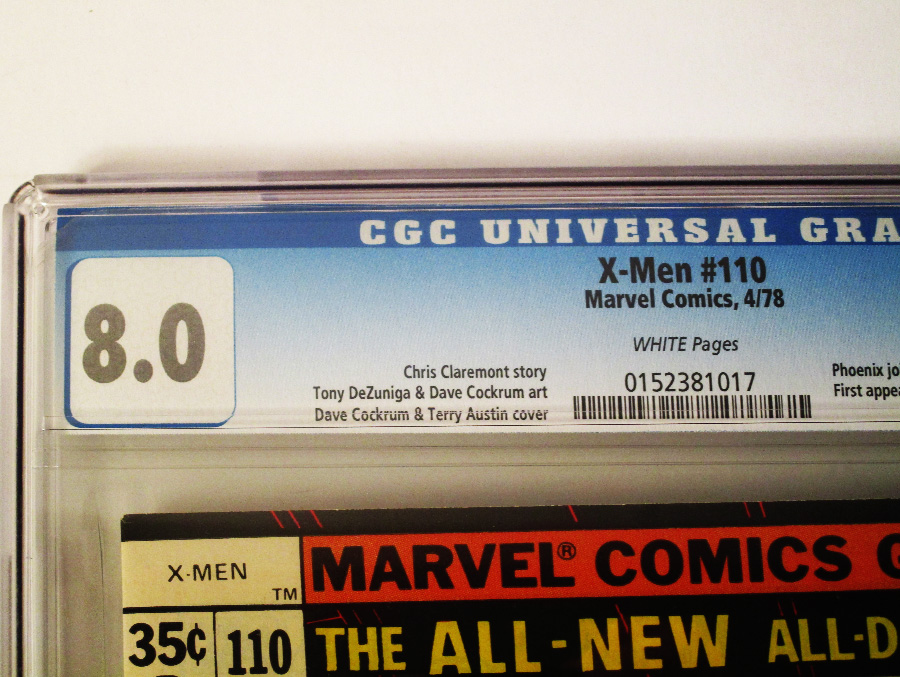 CGC UNIVERSAL GRA
8.0
X-Men #110
Marvel Comics, 4/78
WHITE Pages
Chris Claremont story
Tony DeZuniga & Dave Cockrum art
Dave Cockrum & Terry Austin cover
0152381017
Phoenix jo
First appea
X-MEN
TM
MARVEL® COMICS G
35¢
110
THE ALL-NEW ALL-D